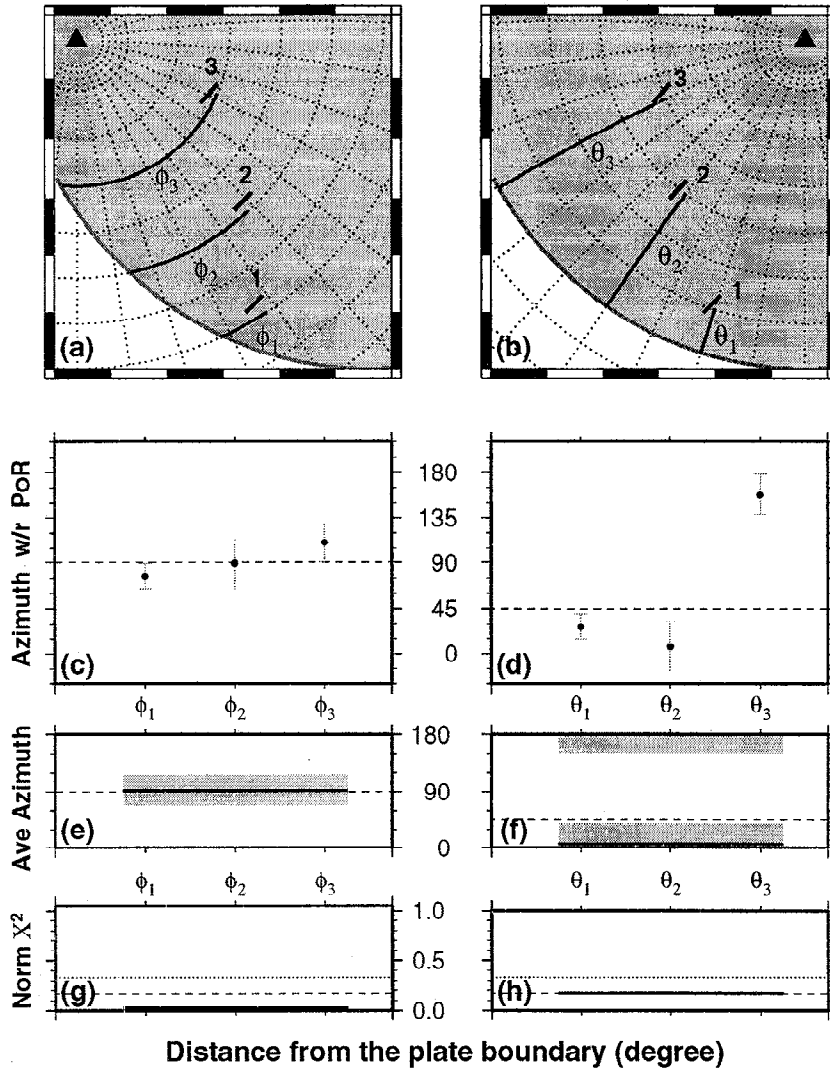 3
3
ϕ3
2
θ3
2
ϕ2
1
θ2
1
(a)
ϕ1
(b)
θ1
Azimuth w/r PoR
180
135
90
45
0
(c)
(d)
ϕ1 ϕ2 ϕ3
θ1 θ2 θ3
Ave Azimuth
180
90
0
(e)
(f)
ϕ1 ϕ2 ϕ3
θ1 θ2 θ3
Norm Χ²
1.0
0.5
0.0
(g)
(h)
Distance from the plate boundary (degree)